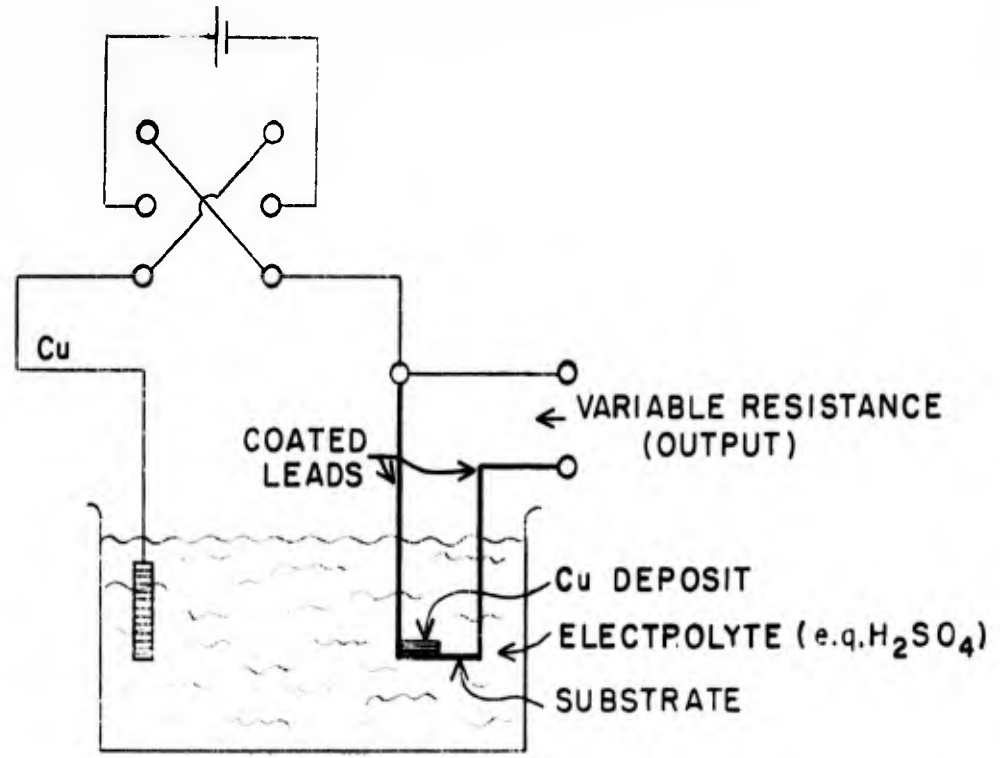 Cu
VARIABLE RESISTANCE
(OUTPUT)
COATED
LEADS
Cu DEPOSIT
ELECTROLYTE (e.q. H₂SO₄)
SUBSTRATE